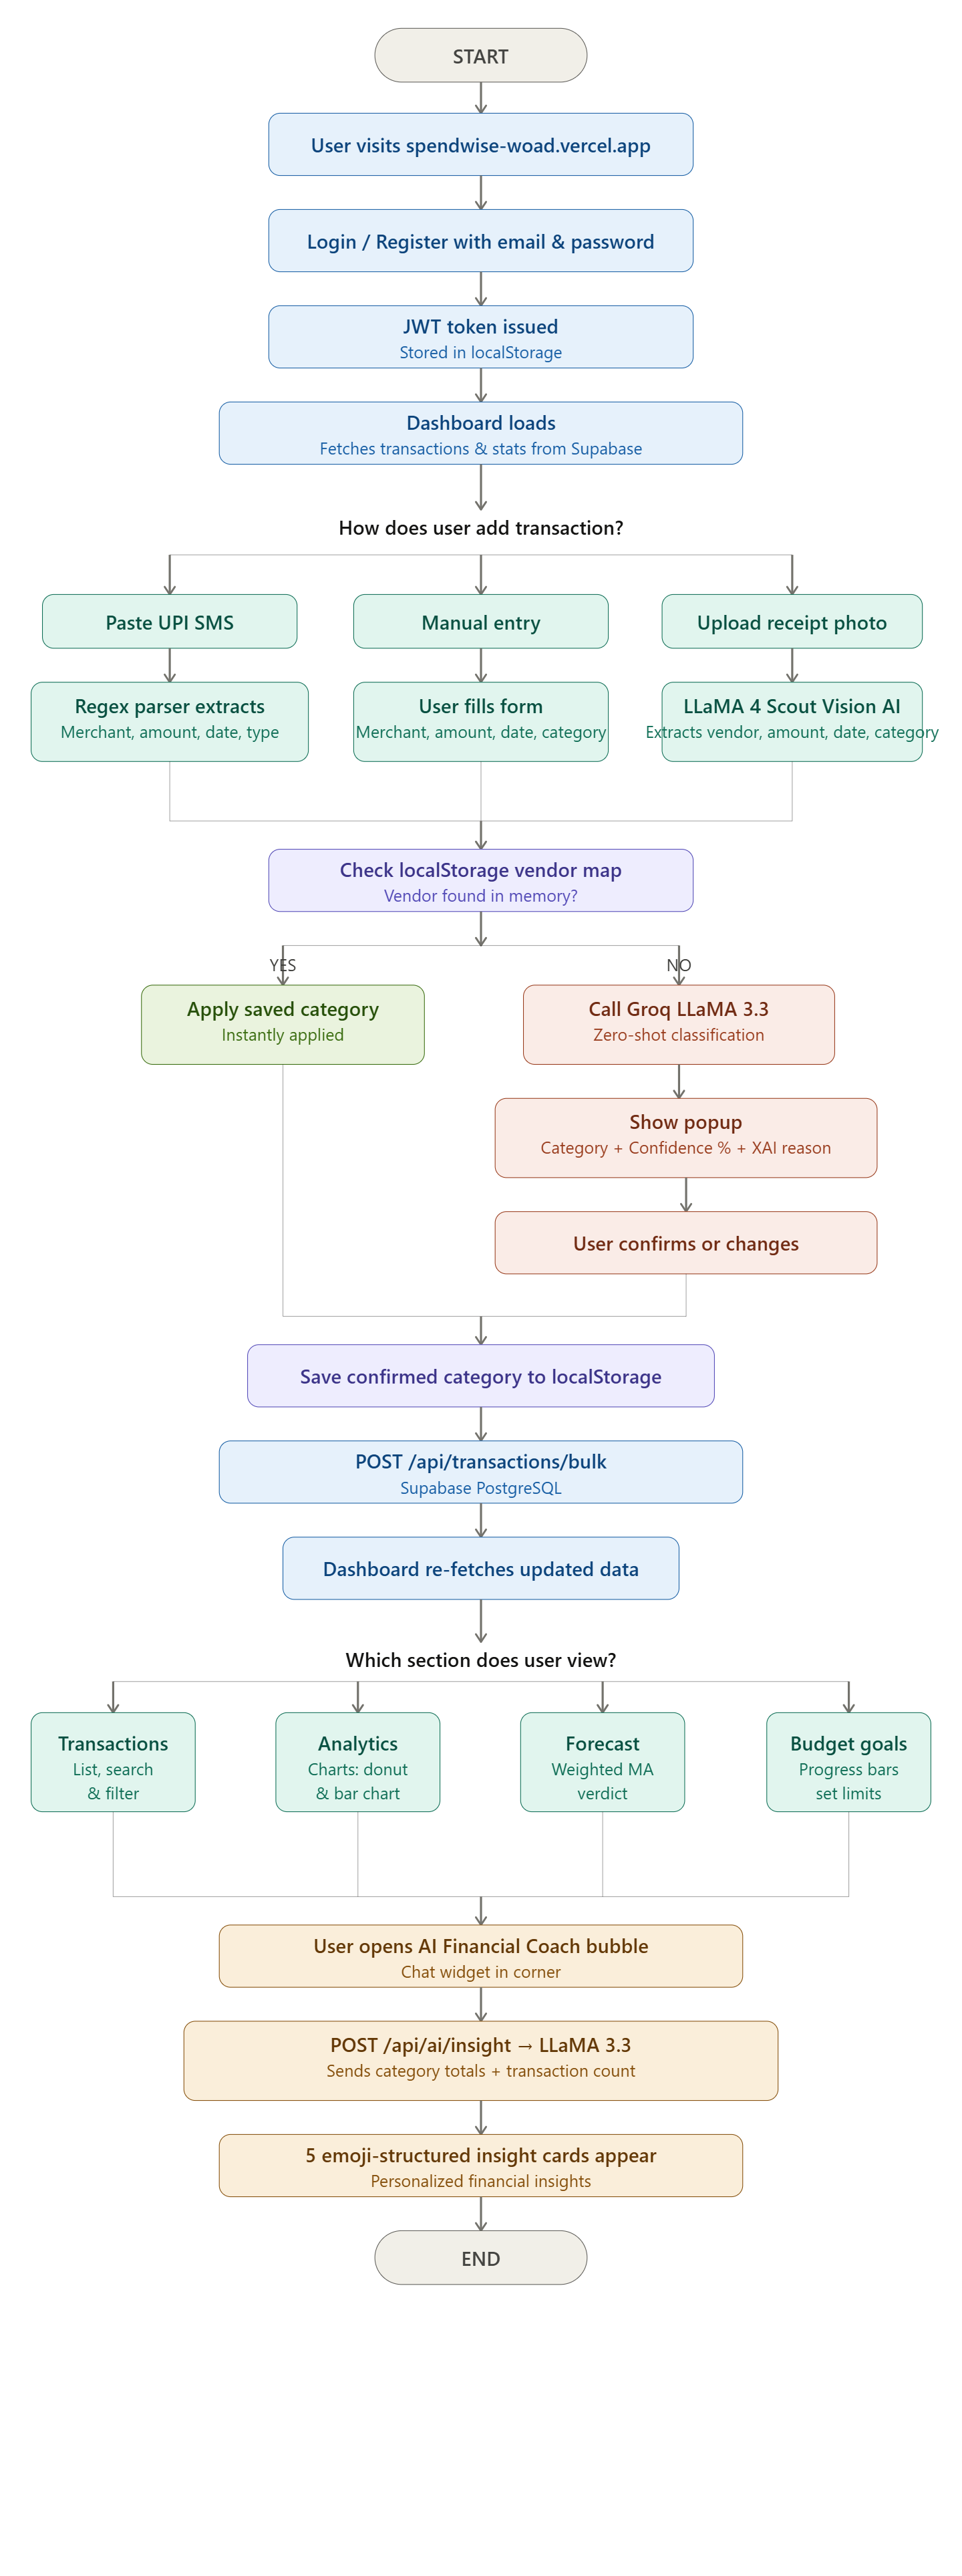 START
User visits spendwise-woad.vercel.app
Login / Register with email & password
JWT token issued
Stored in localStorage
Dashboard loads
Fetches transactions & stats from Supabase
How does user add transaction?
Paste UPI SMS
Manual entry
Upload receipt photo
Regex parser extracts
Merchant, amount, date, type
User fills form
Merchant, amount, date, category
LLaMA 4 Scout Vision AI
Extracts vendor, amount, date, category
Check localStorage vendor map
Vendor found in memory?
YES
NO
Apply saved category
Instantly applied
Call Groq LLaMA 3.3
Zero-shot classification
Show popup
Category + Confidence % + XAI reason
User confirms or changes
Save confirmed category to localStorage
POST /api/transactions/bulk
Supabase PostgreSQL
Dashboard re-fetches updated data
Which section does user view?
Transactions
List, search
& filter
Analytics
Charts: donut
& bar chart
Forecast
Weighted MA
verdict
Budget goals
Progress bars
set limits
User opens AI Financial Coach bubble
Chat widget in corner
POST /api/ai/insight → LLaMA 3.3
Sends category totals + transaction count
5 emoji-structured insight cards appear
Personalized financial insights
END